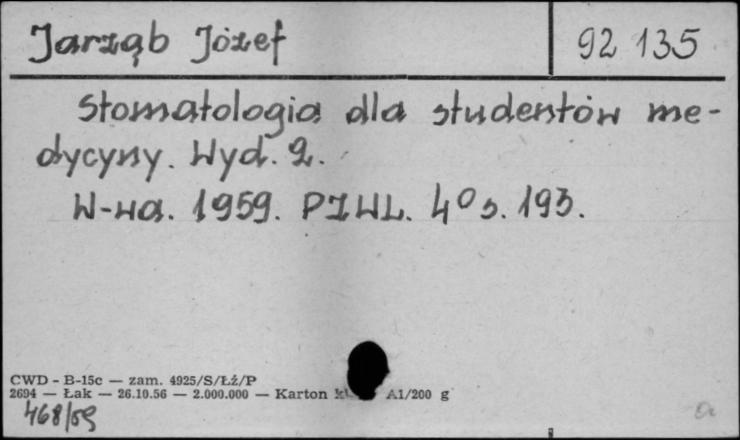 Jarząb Józef
92 135
Stomatologia dla studentów me-
dycyny. Wyd. 2.
W-wa. 1959. PZWL. 4° s. 193.
CWD - B-15c — zam. 4925/S/Łż/P
2694 — Łak — 26.10.56 — 2.000.000 — Karton A1/200 g
468/59